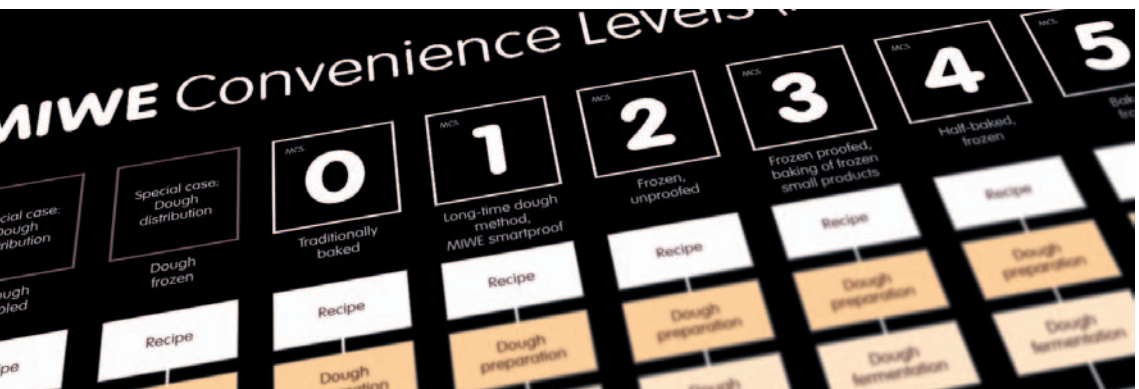 MIWE Convenience Levels
MCS
0
Traditionally
baked
MCS
1
Long-time dough
method,
MIWE smartproof
MCS
2
Frozen,
unproofed
MCS
3
Frozen proofed,
baking of frozen
small products
MCS
4
Half-baked,
frozen
5
Special case:
Dough
distribution
Dough
frozen
Recipe
Recipe
Recipe
Recipe
Recipe
Recipe
Dough
preparation
Dough
preparation
Dough
preparation
Dough
preparation
Dough
fermentation
Dough
fermentation
Dough
Dough